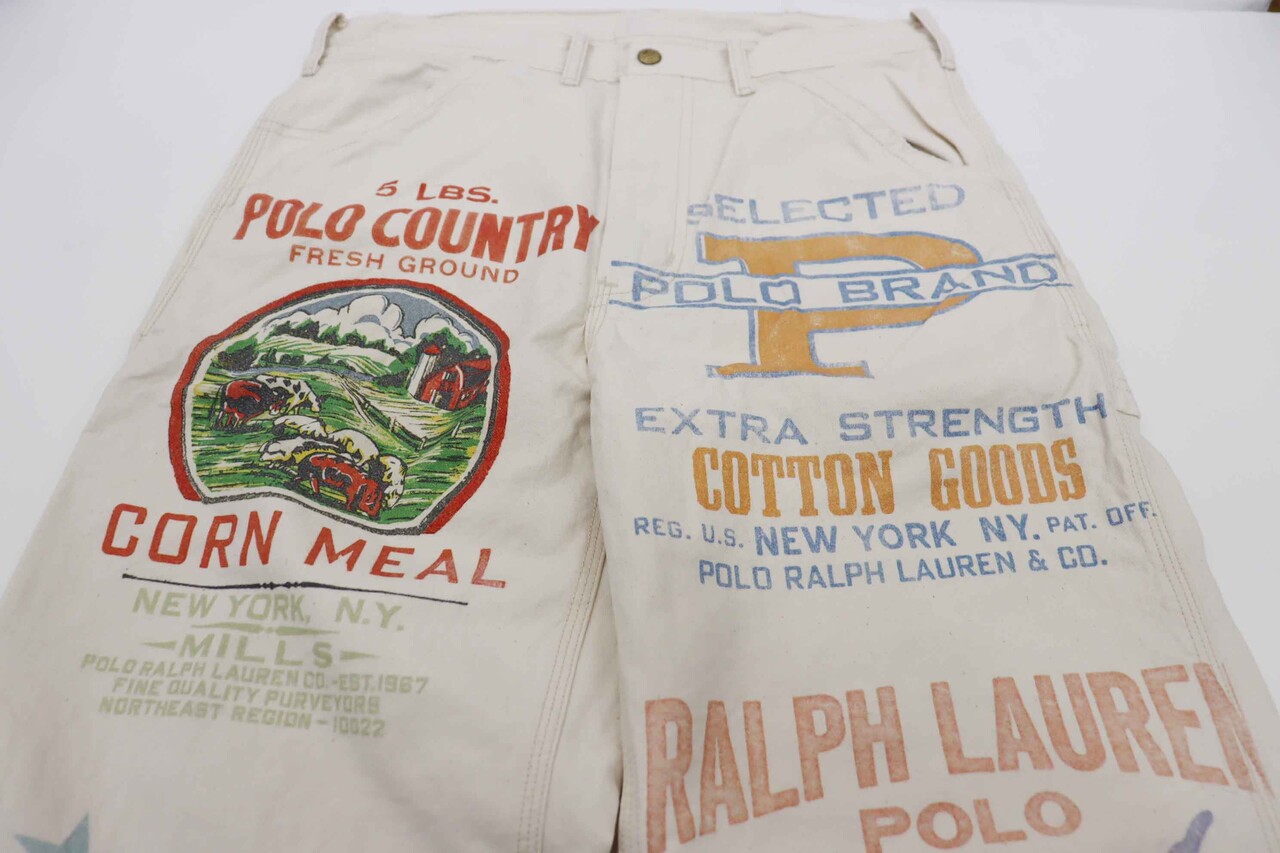 5 LBS.
POLO COUNTRY
FRESH GROUND
CORN MEAL
NEW YORK, N.Y.
MILLS
POLO RALPH LAUREN CO.-EST.1967
FINE QUALITY PURVEYORS
NORTHEAST REGION - 10022
SELECTED
P
POLO BRAND
EXTRA STRENGTH
COTTON GOODS
REG. U.S. NEW YORK NY. PAT. OFF.
POLO RALPH LAUREN & CO.
RALPH LAUREN
POLO